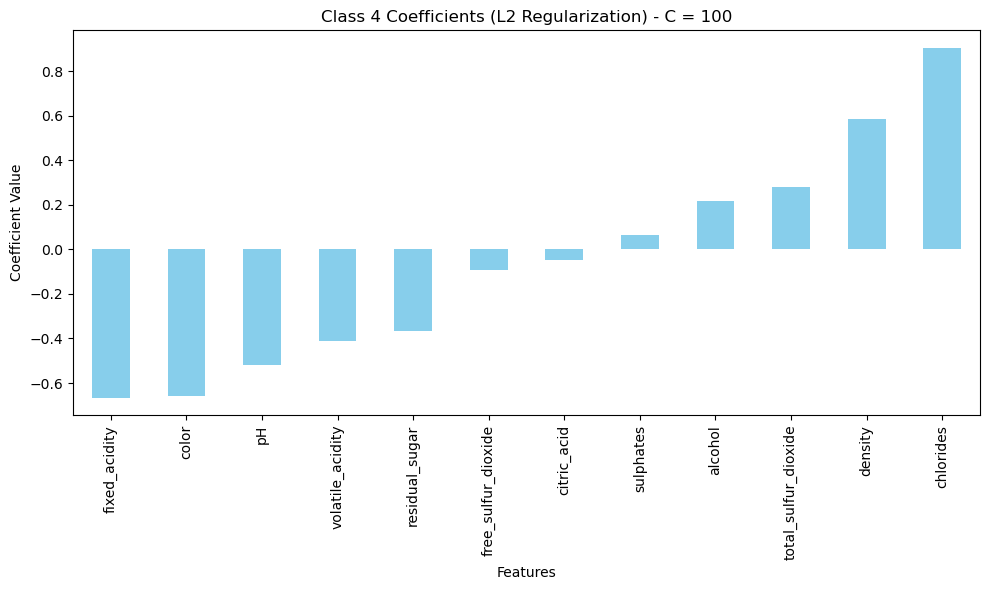 Class 4 Coefficients (L2 Regularization) - C = 100
Coefficient Value
0.8
0.6
0.4
0.2
0.0
−0.2
−0.4
−0.6
fixed_acidity
color
pH
volatile_acidity
residual_sugar
free_sulfur_dioxide
citric_acid
sulphates
alcohol
total_sulfur_dioxide
density
chlorides
Features